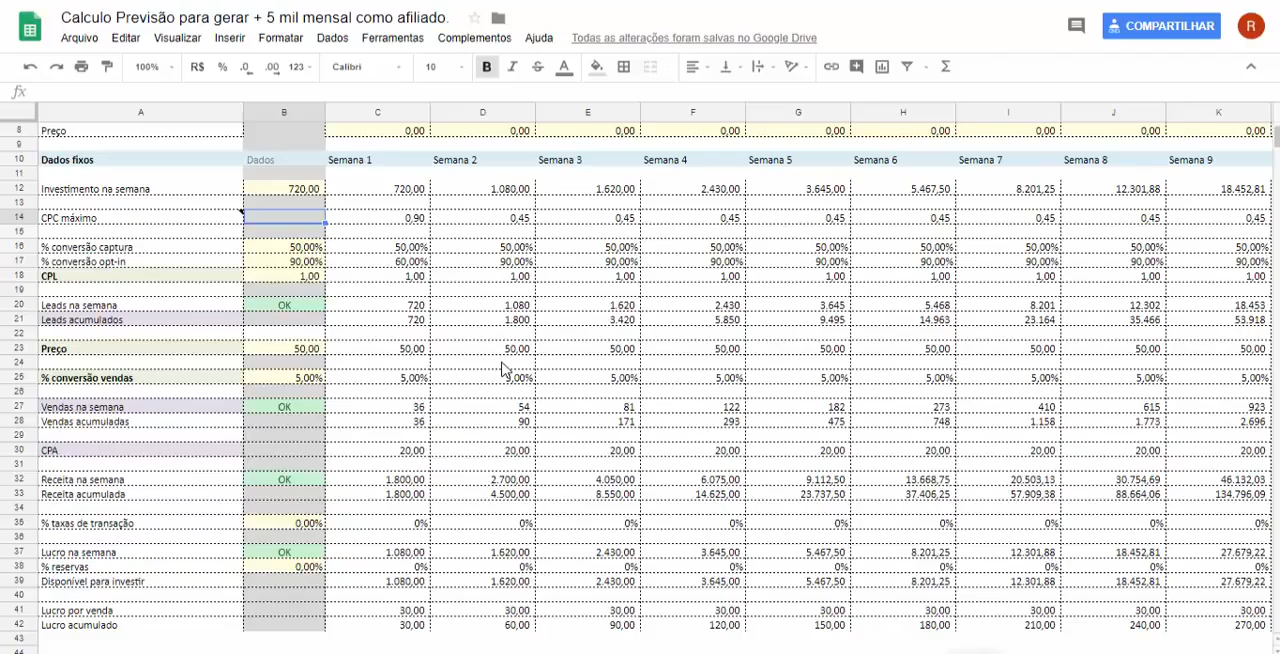 Calculo Previsão para gerar + 5 mil mensal como afiliado.
COMPARTILHAR
R
Arquivo Editar Visualizar Inserir Formatar Dados Ferramentas Complementos Ajuda Todas as alterações foram salvas no Google Drive
100% R$ % .0 .00 123 Calibri 10 B I S A Σ
fx
A B C D E F G H I J K
8 Preço 0,00 0,00 0,00 0,00 0,00 0,00 0,00 0,00 0,00
9
10 Dados fixos Dados Semana 1 Semana 2 Semana 3 Semana 4 Semana 5 Semana 6 Semana 7 Semana 8 Semana 9
11
12 Investimento na semana 720,00 720,00 1.080,00 1.620,00 2.430,00 3.645,00 5.467,50 8.201,25 12.301,88 18.452,81
13
14 CPC máximo 0,90 0,45 0,45 0,45 0,45 0,45 0,45 0,45 0,45
15
16 % conversão captura 50,00% 50,00% 50,00% 50,00% 50,00% 50,00% 50,00% 50,00% 50,00% 50,00%
17 % conversão opt-in 90,00% 60,00% 90,00% 90,00% 90,00% 90,00% 90,00% 90,00% 90,00% 90,00%
18 CPL 1,00 1,00 1,00 1,00 1,00 1,00 1,00 1,00 1,00 1,00
19
20 Leads na semana OK 720 1.080 1.620 2.430 3.645 5.468 8.201 12.302 18.453
21 Leads acumulados 720 1.800 3.420 5.850 9.495 14.963 23.164 35.466 53.918
22
23 Preço 50,00 50,00 50,00 50,00 50,00 50,00 50,00 50,00 50,00 50,00
24
25 % conversão vendas 5,00% 5,00% 5,00% 5,00% 5,00% 5,00% 5,00% 5,00% 5,00% 5,00%
26
27 Vendas na semana OK 36 54 81 122 182 273 410 615 923
28 Vendas acumuladas 36 90 171 293 475 748 1.158 1.773 2.696
29
30 CPA 20,00 20,00 20,00 20,00 20,00 20,00 20,00 20,00 20,00
31
32 Receita na semana OK 1.800,00 2.700,00 4.050,00 6.075,00 9.112,50 13.668,75 20.503,13 30.754,69 46.132,03
33 Receita acumulada 1.800,00 4.500,00 8.550,00 14.625,00 23.737,50 37.406,25 57.909,38 88.664,06 134.796,09
34
35 % taxas de transação 0,00% 0% 0% 0% 0% 0% 0% 0% 0% 0%
36
37 Lucro na semana OK 1.080,00 1.620,00 2.430,00 3.645,00 5.467,50 8.201,25 12.301,88 18.452,81 27.679,22
38 % reservas 0,00% 0% 0% 0% 0% 0% 0% 0% 0% 0%
39 Disponível para investir 1.080,00 1.620,00 2.430,00 3.645,00 5.467,50 8.201,25 12.301,88 18.452,81 27.679,22
40
41 Lucro por venda 30,00 30,00 30,00 30,00 30,00 30,00 30,00 30,00 30,00
42 Lucro acumulado 30,00 60,00 90,00 120,00 150,00 180,00 210,00 240,00 270,00
43
44